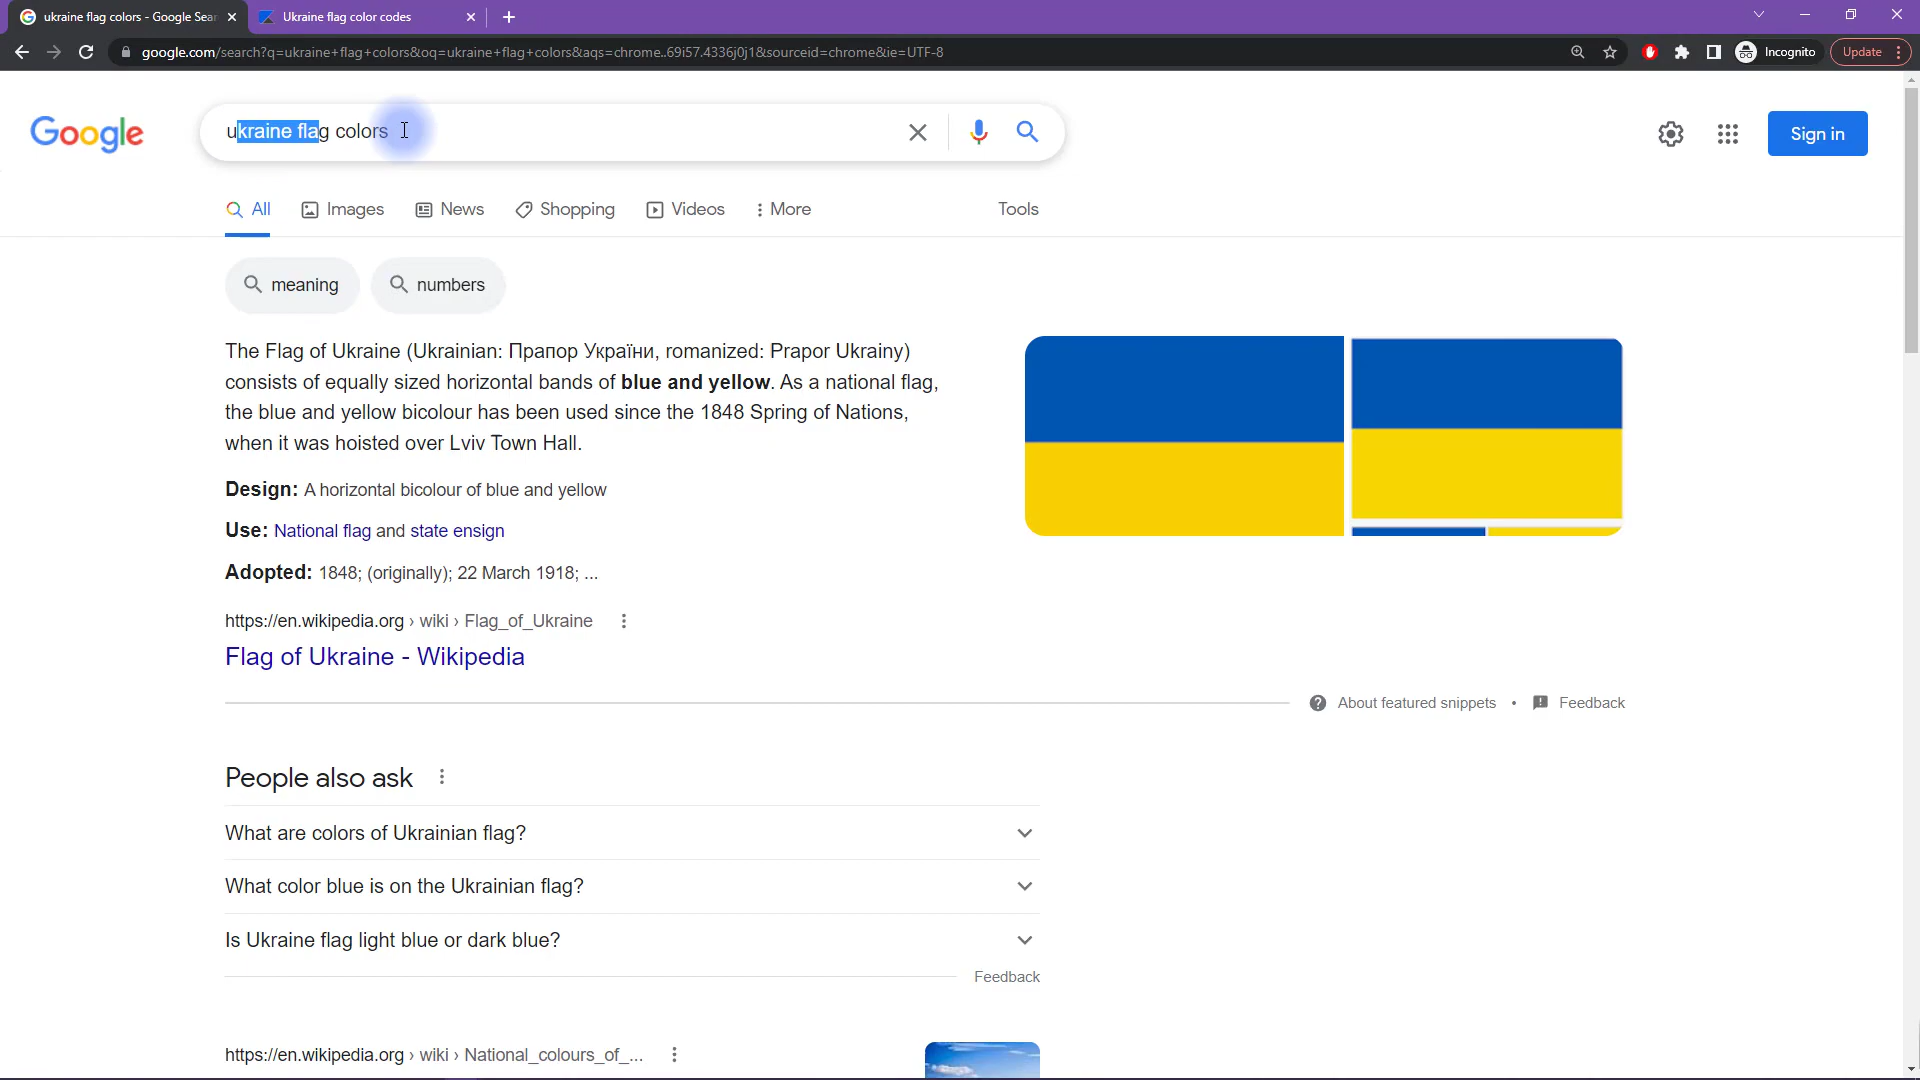 ukraine flag colors - Google Sear
Ukraine flag color codes
google.com/search?q=ukraine+flag+colors&oq=ukraine+flag+colors&aqs=chrome..69i57.4336j0j1&sourceid=chrome&ie=UTF-8
Incognito
Update
Google
ukraine flag colors
Sign in
All
Images
News
Shopping
Videos
More
Tools
meaning
numbers
The Flag of Ukraine (Ukrainian: Прапор України, romanized: Prapor Ukrainy)
consists of equally sized horizontal bands of blue and yellow. As a national flag,
the blue and yellow bicolour has been used since the 1848 Spring of Nations,
when it was hoisted over Lviv Town Hall.
Design: A horizontal bicolour of blue and yellow
Use: National flag and state ensign
Adopted: 1848; (originally); 22 March 1918; ...
https://en.wikipedia.org › wiki › Flag_of_Ukraine
Flag of Ukraine - Wikipedia
About featured snippets • Feedback
People also ask
What are colors of Ukrainian flag?
What color blue is on the Ukrainian flag?
Is Ukraine flag light blue or dark blue?
Feedback
https://en.wikipedia.org › wiki › National_colours_of_...